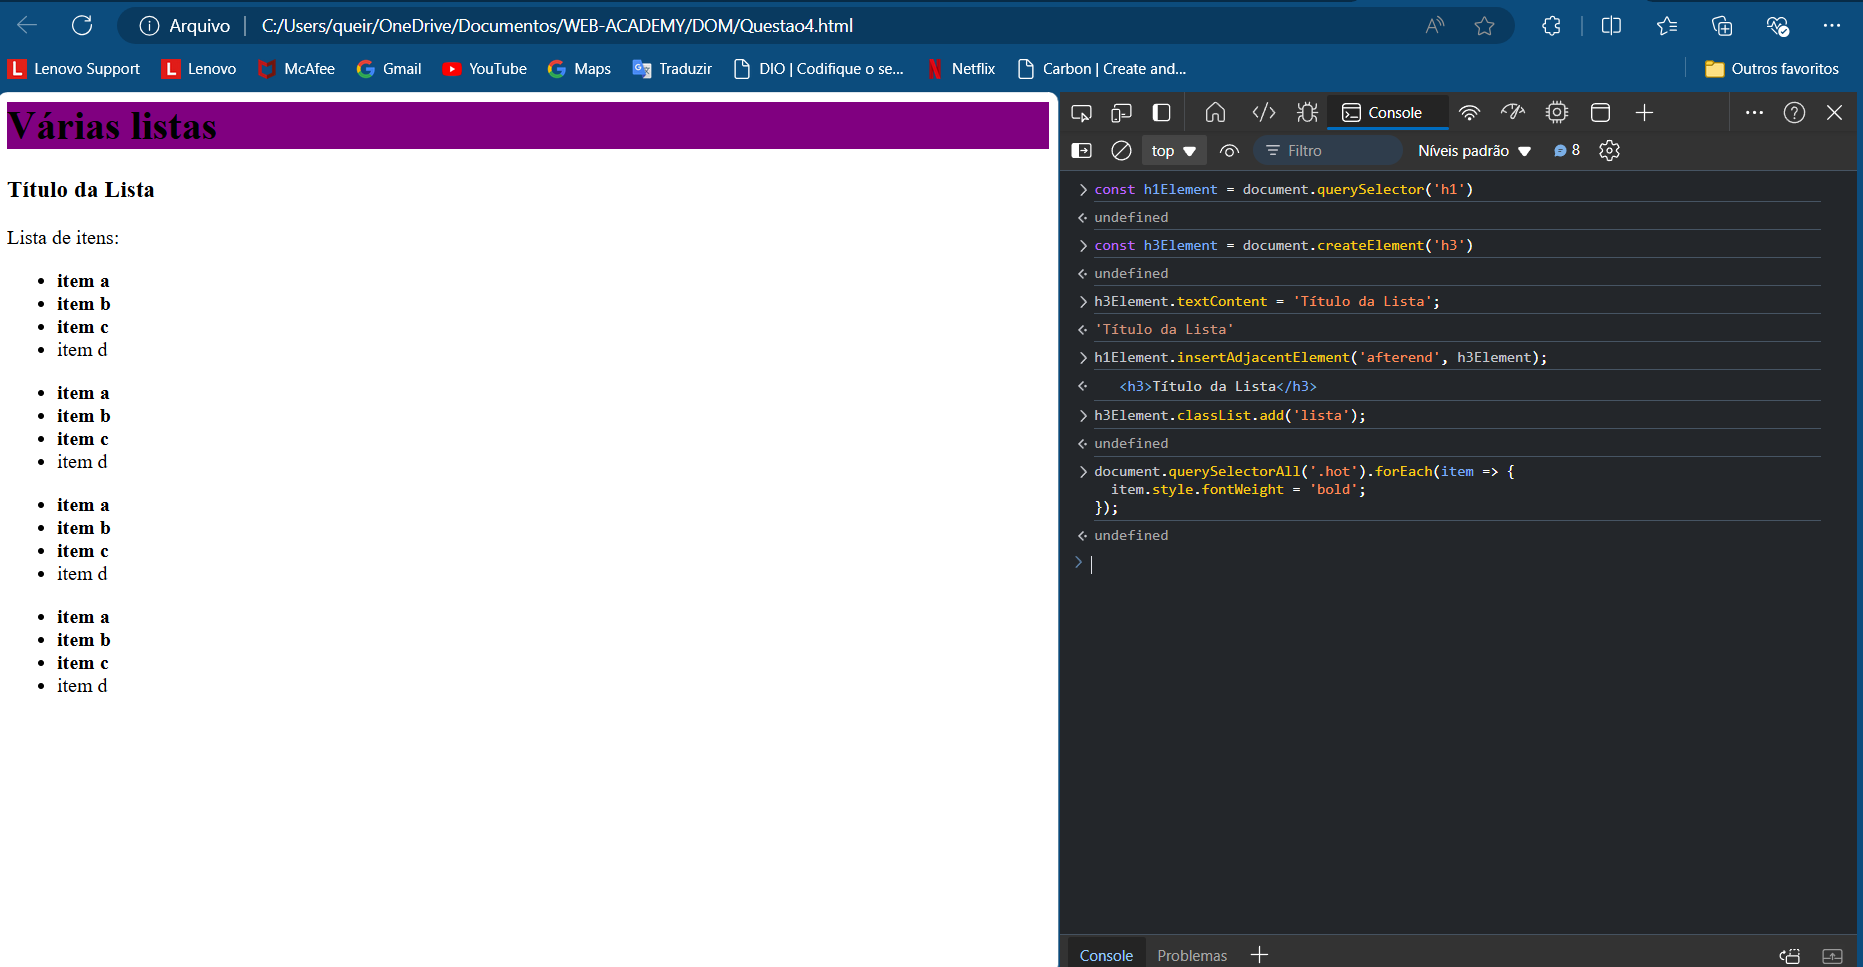 Arquivo C:/Users/queir/OneDrive/Documentos/WEB-ACADEMY/DOM/Questao4.html
Lenovo Support Lenovo McAfee Gmail YouTube Maps Traduzir DIO | Codifique o se... Netflix Carbon | Create and... Outros favoritos
Várias listas
Título da Lista
Lista de itens:
item a
item b
item c
item d
item a
item b
item c
item d
item a
item b
item c
item d
item a
item b
item c
item d
Console
top Filtro Níveis padrão 8
const h1Element = document.querySelector('h1')
undefined
const h3Element = document.createElement('h3')
undefined
h3Element.textContent = 'Título da Lista';
'Título da Lista'
h1Element.insertAdjacentElement('afterend', h3Element);
<h3>Título da Lista</h3>
h3Element.classList.add('lista');
undefined
document.querySelectorAll('.hot').forEach(item => {
item.style.fontWeight = 'bold';
});
undefined
Console Problemas